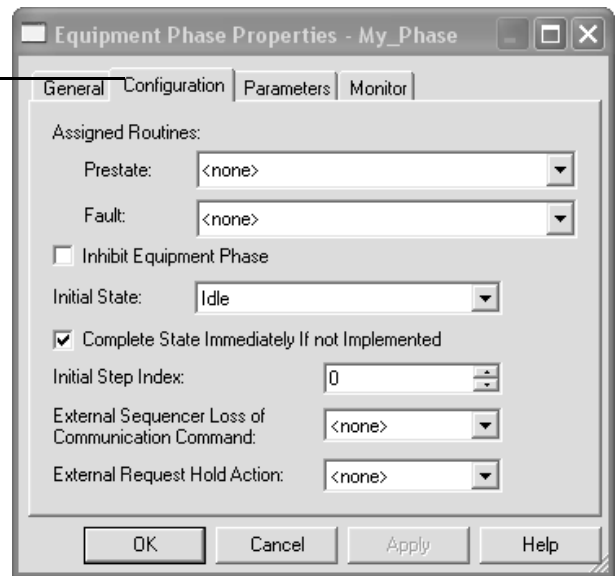 Equipment Phase Properties - My_Phase
General Configuration Parameters Monitor
Assigned Routines:
Prestate: <none>
Fault: <none>
Inhibit Equipment Phase
Initial State: Idle
Complete State Immediately If not Implemented
Initial Step Index: 0
External Sequencer Loss of
Communication Command: <none>
External Request Hold Action: <none>
OK Cancel Apply Help